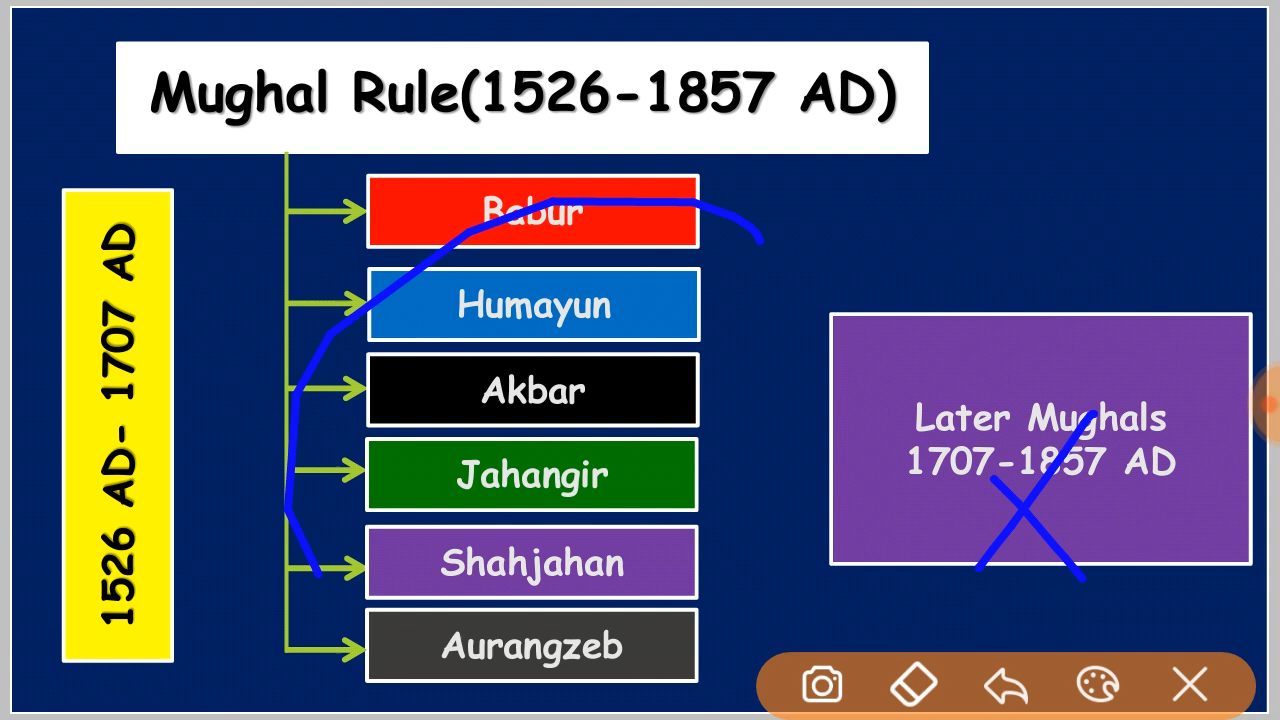 Mughal Rule(1526-1857 AD)
1526 AD- 1707 AD
Babur
Humayun
Akbar
Jahangir
Shahjahan
Aurangzeb
Later Mughals
1707-1857 AD